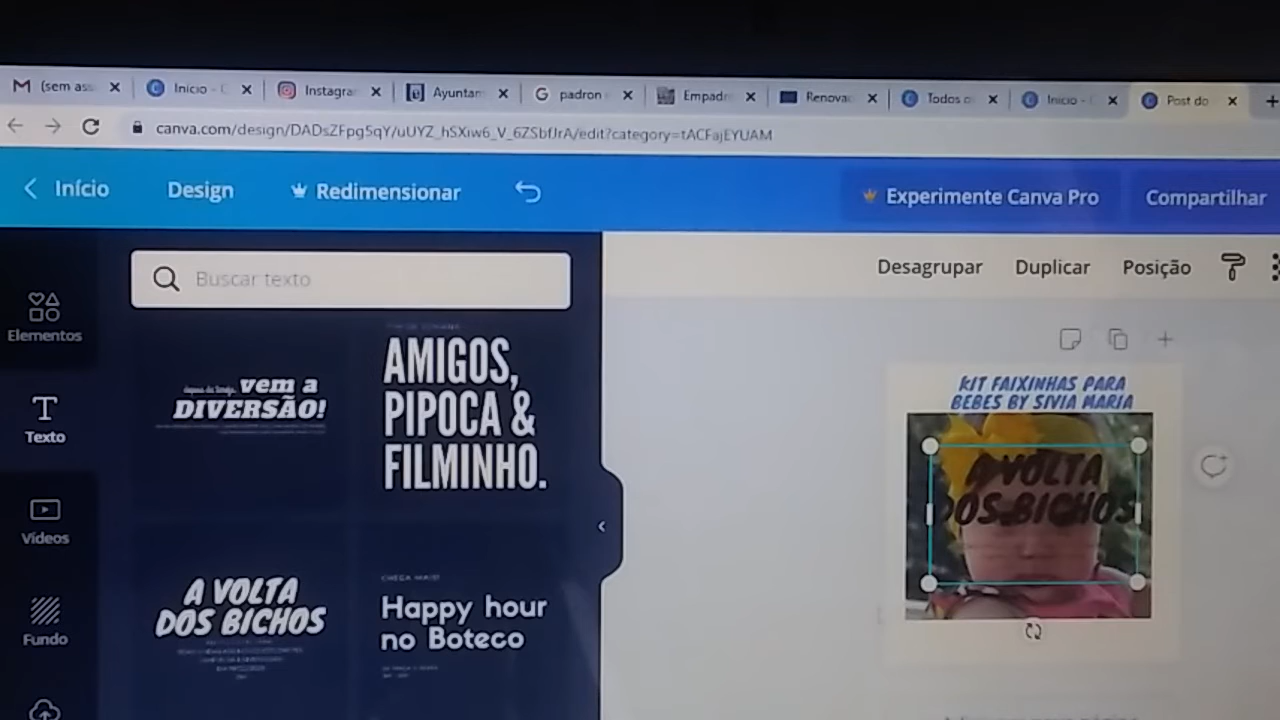 (sem ass
Início - C
Instagra
Ayuntam
padron
Empadr
Renovac
Todos o
Início -
Post do
canva.com/design/DADsZFpg5qY/uUYZ_hSXiw6_V_6ZSbfJrA/edit?category=tACFajEYUAM
Início
Design
Redimensionar
Experimente Canva Pro
Compartilhar
Buscar texto
Desagrupar
Duplicar
Posição
Elementos
Texto
Vídeos
Fundo
vem a
DIVERSÃO!
AMIGOS,
PIPOCA &
FILMINHO.
A VOLTA
DOS BICHOS
CHEGA MAIS!
Happy hour
no Boteco
KIT FAIXINHAS PARA
BEBES BY SIVIA MARIA
A VOLTA
DOS BICHOS